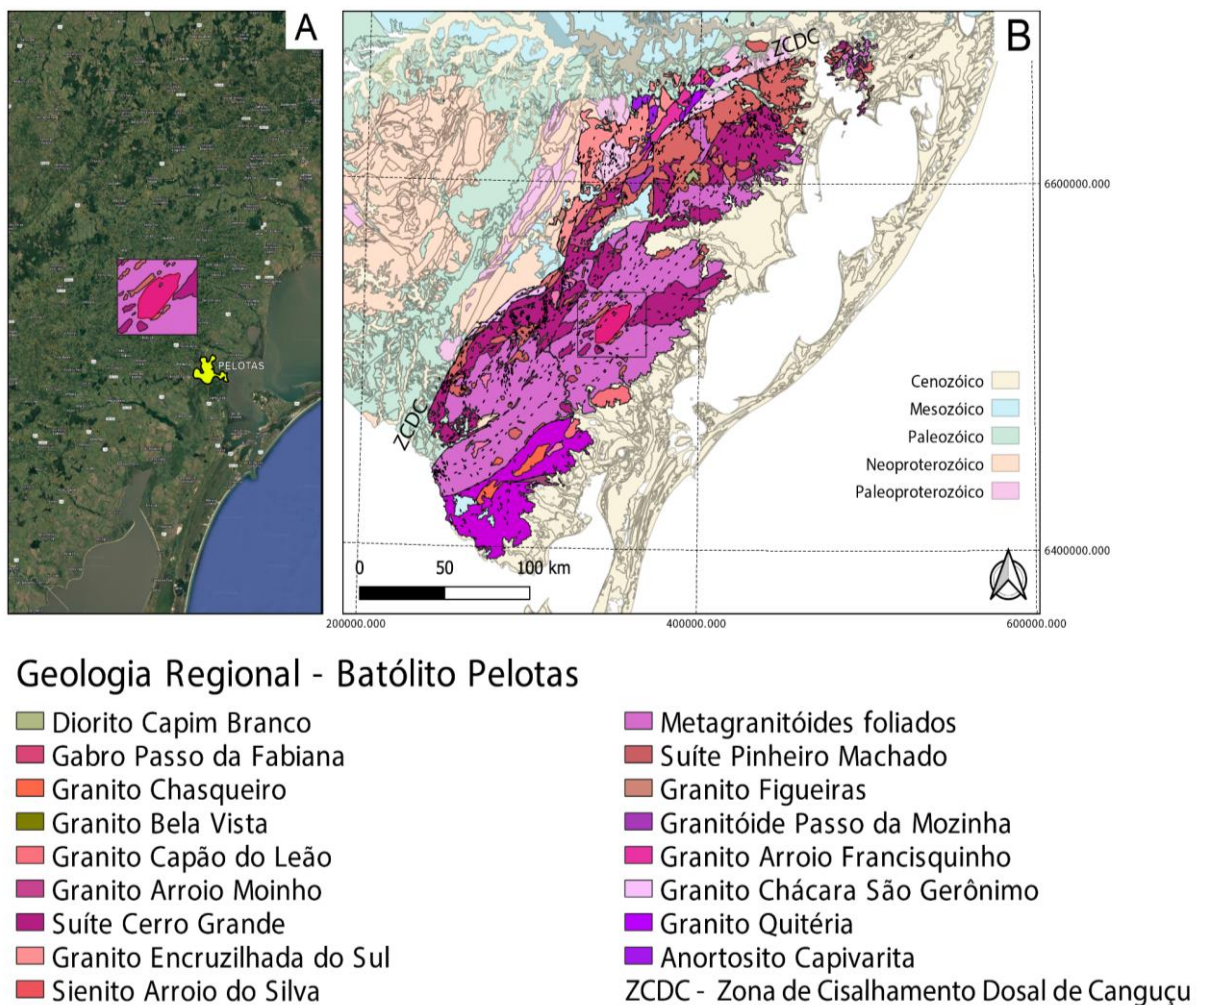 A
PELOTAS
B
ZCDC
ZCDC
6600000.000
Cenozóico
Mesozóico
Paleozóico
Neoproterozóico
Paleoproterozóico
6400000.000
0 50 100 km
200000.000 400000.000 600000.000
Geologia Regional - Batólito Pelotas
Diorito Capim Branco
Gabro Passo da Fabiana
Granito Chasqueiro
Granito Bela Vista
Granito Capão do Leão
Granito Arroio Moinho
Suíte Cerro Grande
Granito Encruzilhada do Sul
Sienito Arroio do Silva
Metagranitóides foliados
Suíte Pinheiro Machado
Granito Figueiras
Granitóide Passo da Mozinha
Granito Arroio Francisquinho
Granito Chácara São Gerônimo
Granito Quitéria
Anortosito Capivarita
ZCDC - Zona de Cisalhamento Dosal de Canguçu